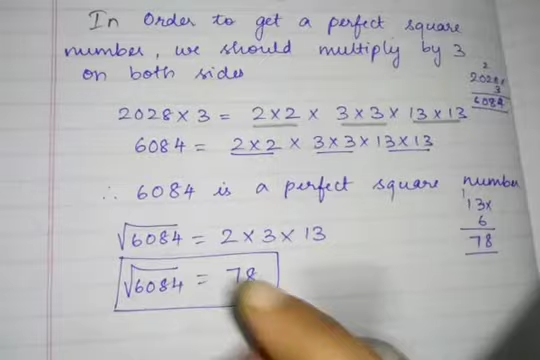 In order to get a perfect square
number, we should multiply by 3
on both sides
2
2028×
3
6084
2028 × 3 = 2×2 × 3×3 × 13×13
6084 = 2×2 × 3×3 × 13×13
∴ 6084 is a perfect square number
√6084 = 2×3×13
1
13×
6
78
√6084 = 78